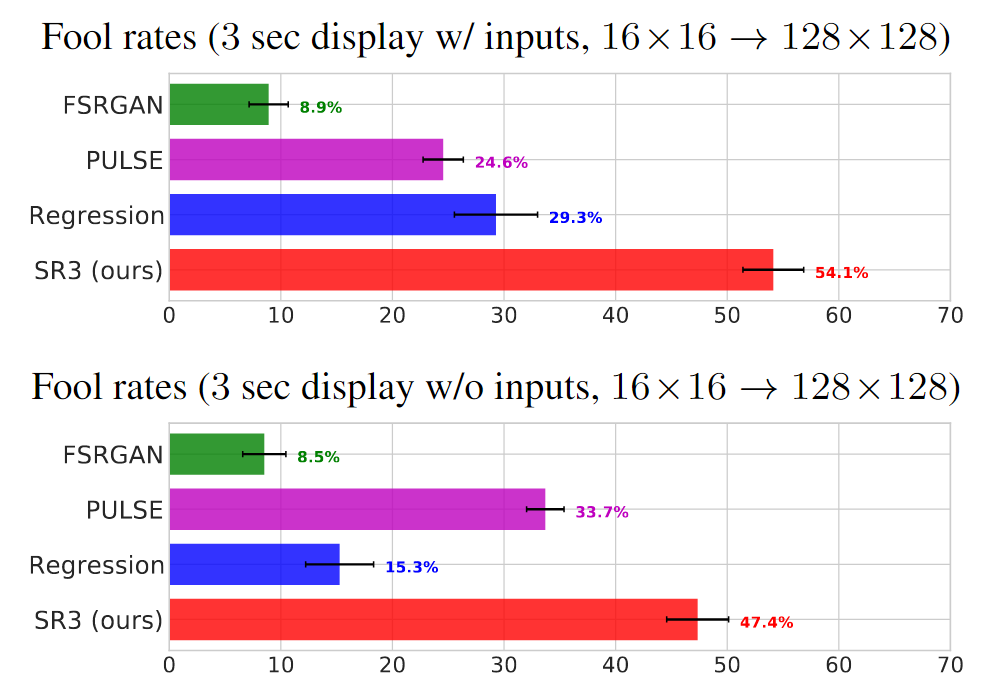 Fool rates (3 sec display w/ inputs, 16×16 → 128×128)
FSRGAN 8.9%
PULSE 24.6%
Regression 29.3%
SR3 (ours) 54.1%
0 10 20 30 40 50 60 70
Fool rates (3 sec display w/o inputs, 16×16 → 128×128)
FSRGAN 8.5%
PULSE 33.7%
Regression 15.3%
SR3 (ours) 47.4%
0 10 20 30 40 50 60 70